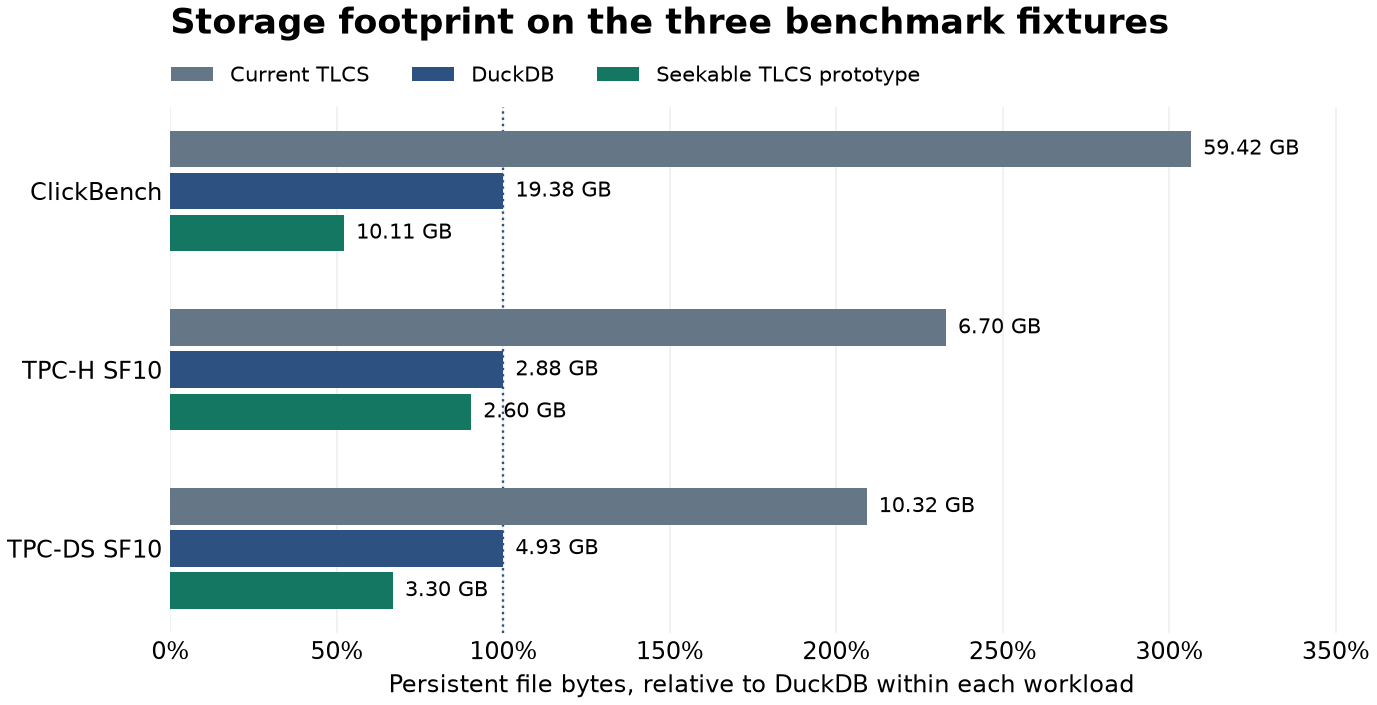 Storage footprint on the three benchmark fixtures
Current TLCS DuckDB Seekable TLCS prototype
59.42 GB
ClickBench 19.38 GB
10.11 GB
6.70 GB
TPC-H SF10 2.88 GB
2.60 GB
10.32 GB
TPC-DS SF10 4.93 GB
3.30 GB
0% 50% 100% 150% 200% 250% 300% 350%
Persistent file bytes, relative to DuckDB within each workload